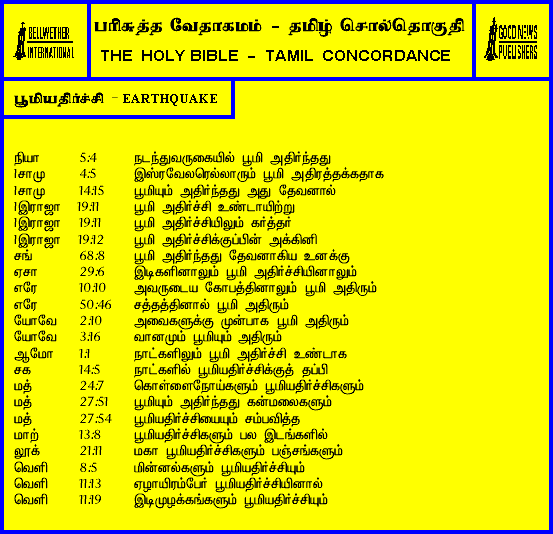 BELLWETHER
INTERNATIONAL
பரிசுத்த வேதாகமம் - தமிழ் சொல்தொகுதி
THE HOLY BIBLE - TAMIL CONCORDANCE
GOOD NEWS
PUBLISHERS
பூமியதிர்ச்சி - EARTHQUAKE
நியா 5:4 நடந்துவருகையில் பூமி அதிர்ந்தது
1சாமு 4:5 இஸ்ரவேலரெல்லாரும் பூமி அதிரத்தக்கதாக
1சாமு 14:15 பூமியும் அதிர்ந்தது அது தேவனால்
1இராஜா 19:11 பூமி அதிர்ச்சி உண்டாயிற்று
1இராஜா 19:11 பூமி அதிர்ச்சியிலும் கர்த்தர்
1இராஜா 19:12 பூமி அதிர்ச்சிக்குப்பின் அக்கினி
சங் 68:8 பூமி அதிர்ந்தது தேவனாகிய உனக்கு
ஏசா 29:6 இடிகளினாலும் பூமி அதிர்ச்சியினாலும்
எரே 10:10 அவருடைய கோபத்தினாலும் பூமி அதிரும்
எரே 50:46 சத்தத்தினால் பூமி அதிரும்
யோவே 2:10 அவைகளுக்கு முன்பாக பூமி அதிரும்
யோவே 3:16 வானமும் பூமியும் அதிரும்
ஆமோ 1:1 நாட்களிலும் பூமி அதிர்ச்சி உண்டாக
சக 14:5 நாட்களில் பூமியதிர்ச்சிக்குத் தப்பி
மத் 24:7 கொள்ளைநோய்களும் பூமியதிர்ச்சிகளும்
மத் 27:51 பூமியும் அதிர்ந்தது கன்மலைகளும்
மத் 27:54 பூமியதிர்ச்சியையும் சம்பவித்த
மாற் 13:8 பூமியதிர்ச்சிகளும் பல இடங்களில்
லூக் 21:11 மகா பூமியதிர்ச்சிகளும் பஞ்சங்களும்
வெளி 8:5 மின்னல்களும் பூமியதிர்ச்சியும்
வெளி 11:13 ஏழாயிரம்பேர் பூமியதிர்ச்சியினால்
வெளி 11:19 இடிமுழக்கங்களும் பூமியதிர்ச்சியும்